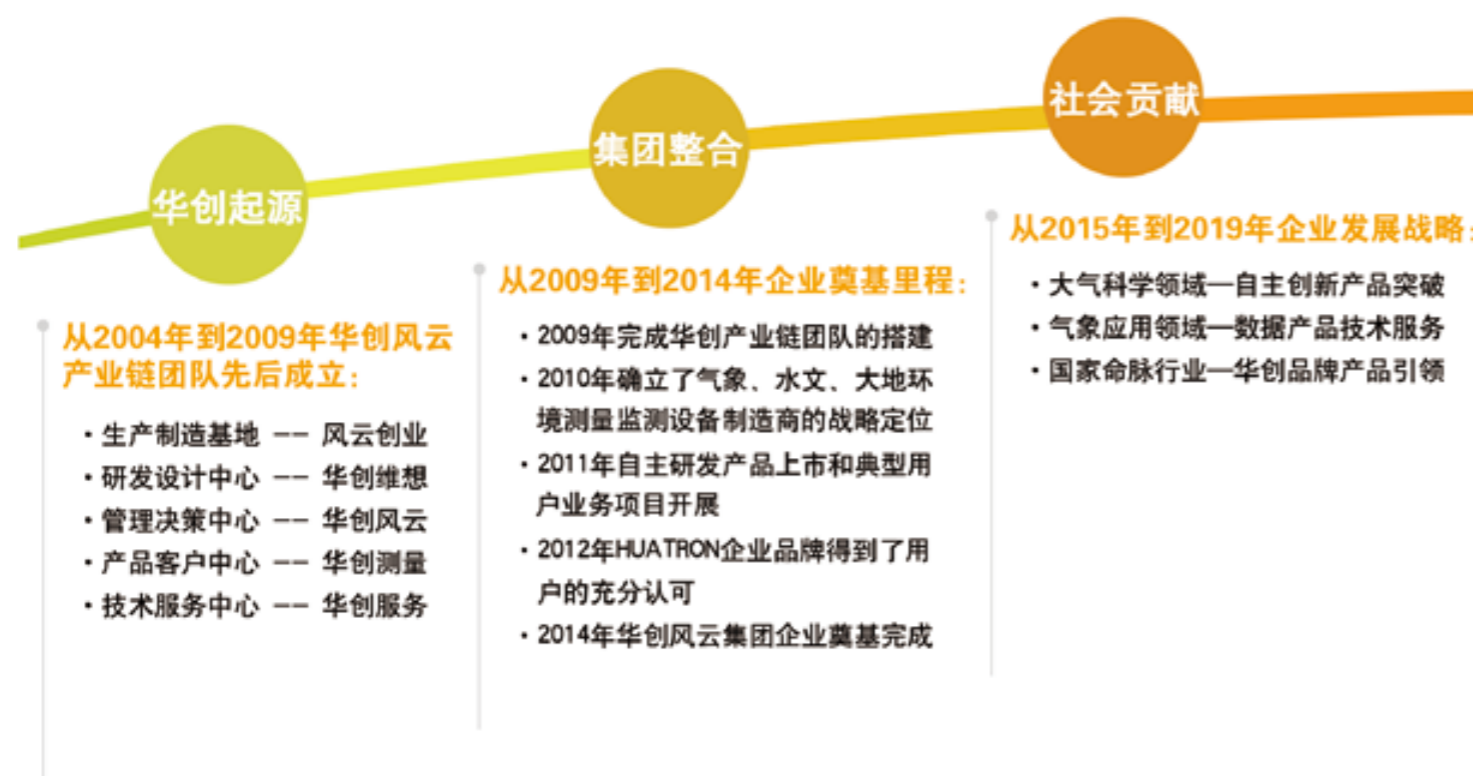 华创起源
从2004年到2009年华创风云
产业链团队先后成立：
·生产制造基地 —— 风云创业
·研发设计中心 —— 华创维想
·管理决策中心 —— 华创风云
·产品客户中心 —— 华创测量
·技术服务中心 —— 华创服务
集团整合
从2009年到2014年企业奠基里程：
·2009年完成华创产业链团队的搭建
·2010年确立了气象、水文、大地环
境测量监测设备制造商的战略定位
·2011年自主研发产品上市和典型用
户业务项目开展
·2012年HUATRON企业品牌得到了用
户的充分认可
·2014年华创风云集团企业奠基完成
社会贡献
从2015年到2019年企业发展战略：
·大气科学领域—自主创新产品突破
·气象应用领域—数据产品技术服务
·国家命脉行业—华创品牌产品引领